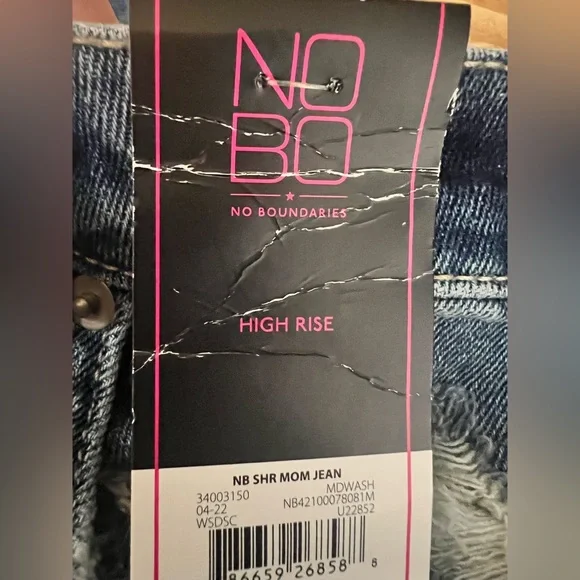 NO
BO
NO BOUNDARIES
HIGH RISE
NB SHR MOM JEAN
34003150 MDWASH
04-22 NB42100078081M
WSDSC U22852
86659 26858 8